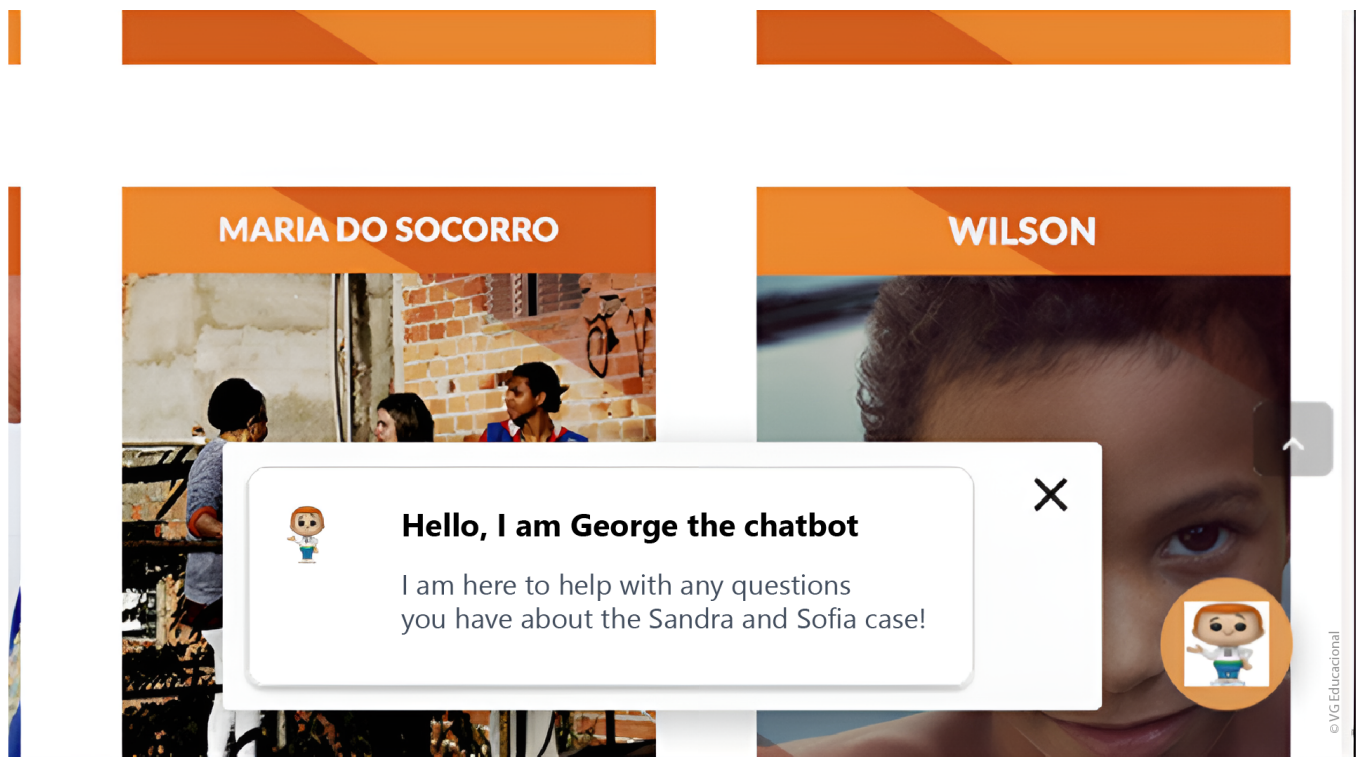 MARIA DO SOCORRO
WILSON
Hello, I am George the chatbot
I am here to help with any questions
you have about the Sandra and Sofia case!
© VG Educacional